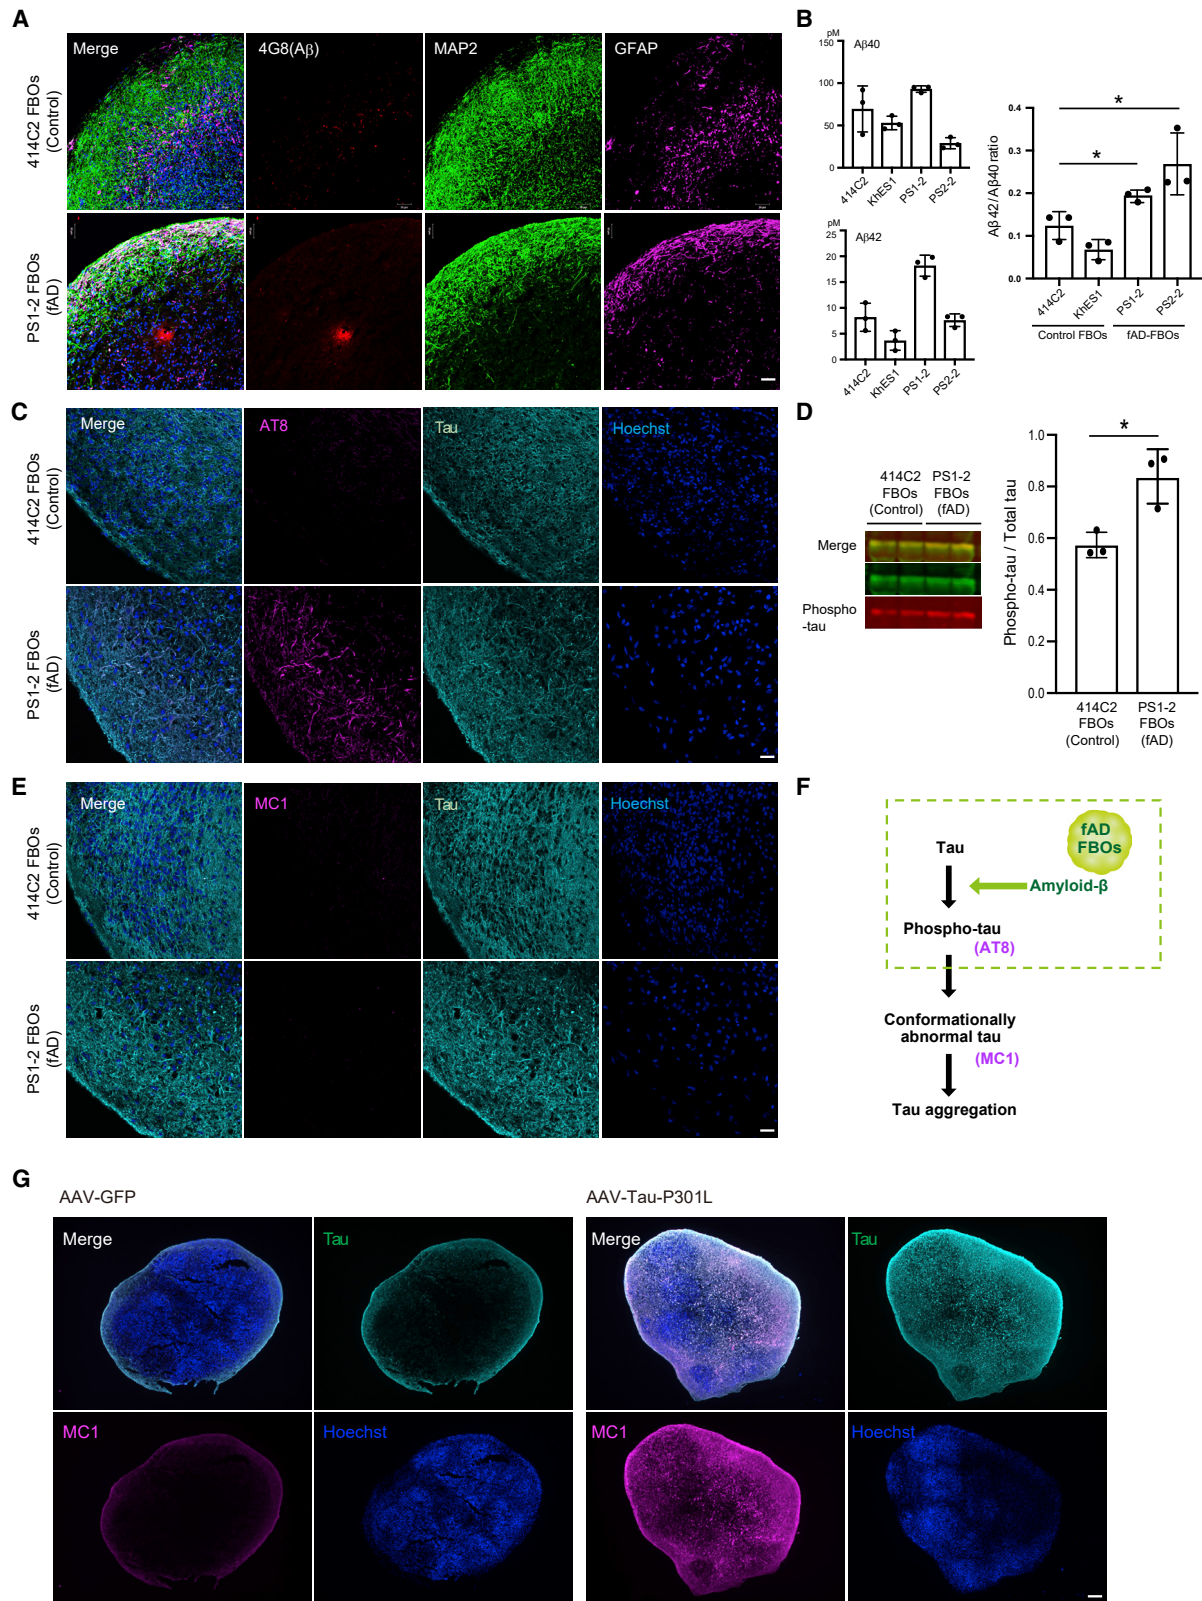 A
414C2 FBOs
(Control)
PS1-2 FBOs
(fAD)
Merge
4G8(Aβ)
MAP2
GFAP
B
pM
Aβ40
150
100
50
0
414C2
KhES1
PS1-2
PS2-2
pM
Aβ42
25
20
15
10
5
0
414C2
KhES1
PS1-2
PS2-2
Aβ42/Aβ40 ratio
0.4
0.3
0.2
0.1
0.0
*
*
414C2
KhES1
PS1-2
PS2-2
Control FBOs
fAD-FBOs
C
414C2 FBOs
(Control)
PS1-2 FBOs
(fAD)
Merge
AT8
Tau
Hoechst
D
414C2
FBOs
(Control)
PS1-2
FBOs
(fAD)
Merge
Phospho
-tau
Phospho-tau / Total tau
1.0
0.8
0.6
0.4
0.2
0.0
*
414C2
FBOs
(Control)
PS1-2
FBOs
(fAD)
E
414C2 FBOs
(Control)
PS1-2 FBOs
(fAD)
Merge
MC1
Tau
Hoechst
F
fAD
FBOs
Tau
Amyloid-β
Phospho-tau
(AT8)
Conformationally
abnormal tau
(MC1)
Tau aggregation
G
AAV-GFP
Merge
Tau
MC1
Hoechst
AAV-Tau-P301L
Merge
Tau
MC1
Hoechst